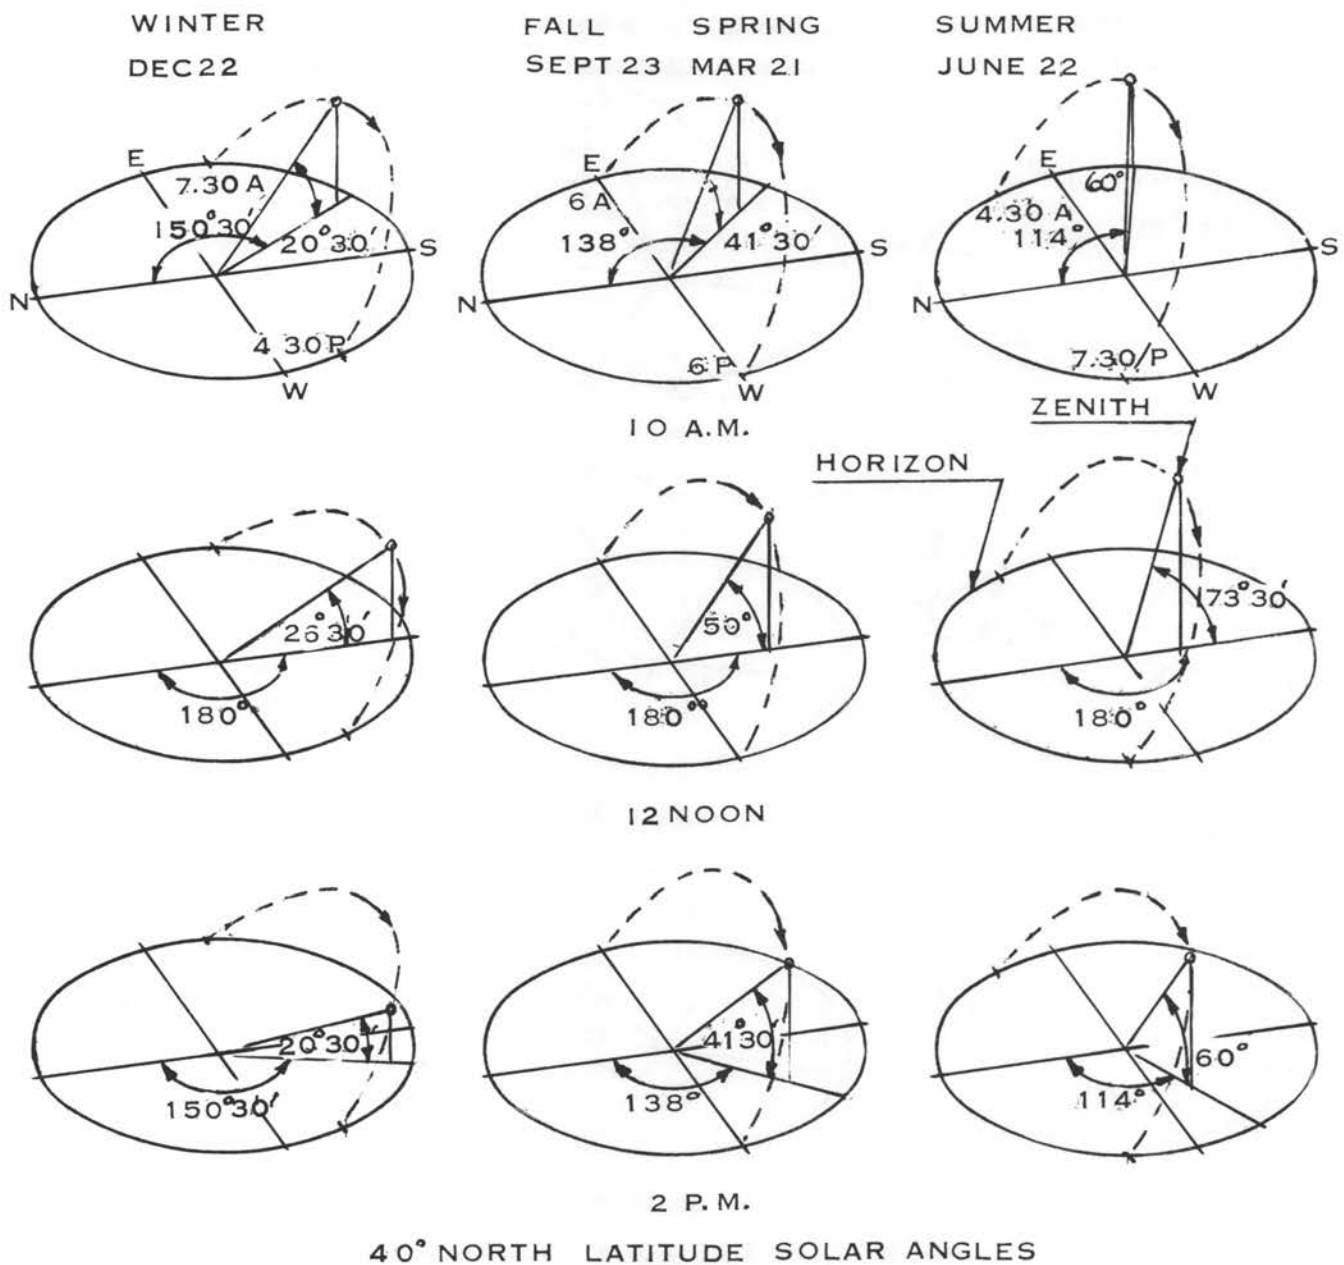 WINTER FALL SPRING SUMMER
DEC 22 SEPT 23 MAR 21 JUNE 22
E E E
7.30 A 6 A 60°
150°30' 20°30' 138° 41°30' 4.30 A
114°
S S S
N N N
4 30 P 6 P 7.30/P
W W W
10 A.M.
ZENITH
HORIZON
26°30' 50° 73°30'
180° 180°° 180°
12 NOON
20°30 41°30 60°
150°30' 138° 114°
2 P.M.
40° NORTH LATITUDE SOLAR ANGLES